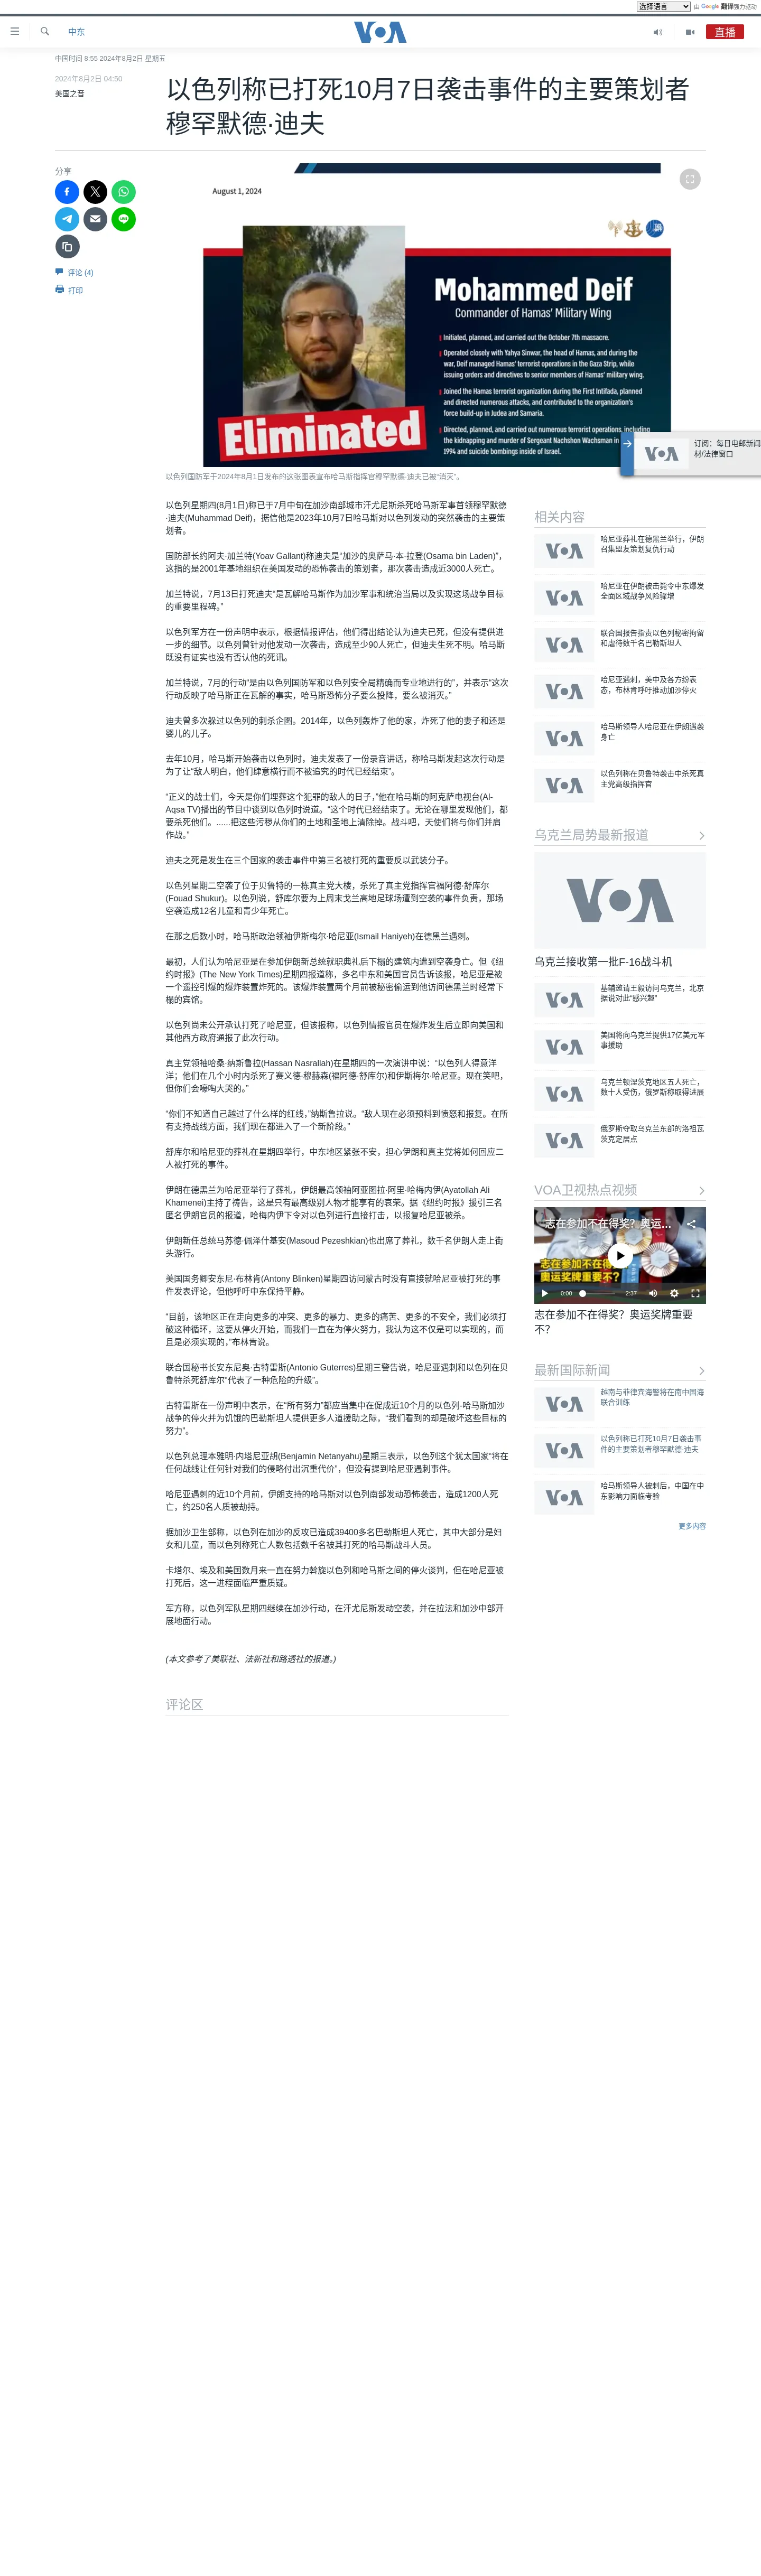 选择语言 由 Google 翻译强力驱动
中东
VOA
直播
中国时间 8:55 2024年8月2日 星期五
2024年8月2日 04:50
美国之音
以色列称已打死10月7日袭击事件的主要策划者
穆罕默德·迪夫
分享
评论 (4)
打印
August 1, 2024
Mohammed Deif
Commander of Hamas' Military Wing
Initiated, planned, and carried out the October 7th massacre.
Operated closely with Yahya Sinwar, the head of Hamas, and during the
war, Deif managed Hamas' terrorist operations in the Gaza Strip, while
issuing orders and directives to senior members of Hamas' military wing.
Joined the Hamas terrorist organization during the First Intifada, planned
and directed numerous attacks, and contributed to the organization's
force build-up in Judea and Samaria.
Directed, planned, and carried out numerous terrorist operations, including
the kidnapping and murder of Sergeant Nachshon Wachsman in
1994 and suicide bombings inside of Israel.
Eliminated
订阅：每日电邮新闻
材/法律窗口
以色列国防军于2024年8月1日发布的这张图表宣布哈马斯指挥官穆罕默德·迪夫已被“消灭”。
以色列星期四(8月1日)称已于7月中旬在加沙南部城市汗尤尼斯杀死哈马斯军事首领穆罕默德
·迪夫(Muhammad Deif)，据信他是2023年10月7日哈马斯对以色列发动的突然袭击的主要策
划者。
国防部长约阿夫·加兰特(Yoav Gallant)称迪夫是“加沙的奥萨马·本·拉登(Osama bin Laden)”，
这指的是2001年基地组织在美国发动的恐怖袭击的策划者，那次袭击造成近3000人死亡。
加兰特说，7月13日打死迪夫“是瓦解哈马斯作为加沙军事和统治当局以及实现这场战争目标
的重要里程碑。”
以色列军方在一份声明中表示，根据情报评估，他们得出结论认为迪夫已死，但没有提供进
一步的细节。以色列曾针对他发动一次袭击，造成至少90人死亡，但迪夫生死不明。哈马斯
既没有证实也没有否认他的死讯。
加兰特说，7月的行动“是由以色列国防军和以色列安全局精确而专业地进行的”，并表示“这次
行动反映了哈马斯正在瓦解的事实，哈马斯恐怖分子要么投降，要么被消灭。”
迪夫曾多次躲过以色列的刺杀企图。2014年，以色列轰炸了他的家，炸死了他的妻子和还是
婴儿的儿子。
去年10月，哈马斯开始袭击以色列时，迪夫发表了一份录音讲话，称哈马斯发起这次行动是
为了让“敌人明白，他们肆意横行而不被追究的时代已经结束”。
“正义的战士们，今天是你们埋葬这个犯罪的敌人的日子，”他在哈马斯的阿克萨电视台(Al-
Aqsa TV)播出的节目中谈到以色列时说道。“这个时代已经结束了。无论在哪里发现他们，都
要杀死他们。......把这些污秽从你们的土地和圣地上清除掉。战斗吧，天使们将与你们并肩
作战。”
迪夫之死是发生在三个国家的袭击事件中第三名被打死的重要反以武装分子。
以色列星期二空袭了位于贝鲁特的一栋真主党大楼，杀死了真主党指挥官福阿德·舒库尔
(Fouad Shukur)。以色列说，舒库尔要为上周末戈兰高地足球场遭到空袭的事件负责，那场
空袭造成12名儿童和青少年死亡。
在那之后数小时，哈马斯政治领袖伊斯梅尔·哈尼亚(Ismail Haniyeh)在德黑兰遇刺。
最初，人们认为哈尼亚是在参加伊朗新总统就职典礼后下榻的建筑内遭到空袭身亡。但《纽
约时报》(The New York Times)星期四报道称，多名中东和美国官员告诉该报，哈尼亚是被
一个遥控引爆的爆炸装置炸死的。该爆炸装置两个月前被秘密偷运到他访问德黑兰时经常下
榻的宾馆。
以色列尚未公开承认打死了哈尼亚，但该报称，以色列情报官员在爆炸发生后立即向美国和
其他西方政府通报了此次行动。
真主党领袖哈桑·纳斯鲁拉(Hassan Nasrallah)在星期四的一次演讲中说：“以色列人得意洋
洋；他们在几个小时内杀死了赛义德·穆赫森(福阿德·舒库尔)和伊斯梅尔·哈尼亚。现在笑吧，
但你们会嚎啕大哭的。”
“你们不知道自己越过了什么样的红线，”纳斯鲁拉说。“敌人现在必须预料到愤怒和报复。在所
有支持战线方面，我们现在都进入了一个新阶段。”
舒库尔和哈尼亚的葬礼在星期四举行，中东地区紧张不安，担心伊朗和真主党将如何回应二
人被打死的事件。
伊朗在德黑兰为哈尼亚举行了葬礼，伊朗最高领袖阿亚图拉·阿里·哈梅内伊(Ayatollah Ali
Khamenei)主持了祷告，这是只有最高级别人物才能享有的哀荣。据《纽约时报》援引三名
匿名伊朗官员的报道，哈梅内伊下令对以色列进行直接打击，以报复哈尼亚被杀。
伊朗新任总统马苏德·佩泽什基安(Masoud Pezeshkian)也出席了葬礼，数千名伊朗人走上街
头游行。
美国国务卿安东尼·布林肯(Antony Blinken)星期四访问蒙古时没有直接就哈尼亚被打死的事
件发表评论，但他呼吁中东保持平静。
“目前，该地区正在走向更多的冲突、更多的暴力、更多的痛苦、更多的不安全，我们必须打
破这种循环，这要从停火开始，而我们一直在为停火努力，我认为这不仅是可以实现的，而
且是必须实现的，”布林肯说。
联合国秘书长安东尼奥·古特雷斯(Antonio Guterres)星期三警告说，哈尼亚遇刺和以色列在贝
鲁特杀死舒库尔“代表了一种危险的升级”。
古特雷斯在一份声明中表示，在“所有努力”都应当集中在促成近10个月的以色列-哈马斯加沙
战争的停火并为饥饿的巴勒斯坦人提供更多人道援助之际，“我们看到的却是破坏这些目标的
努力”。
以色列总理本雅明·内塔尼亚胡(Benjamin Netanyahu)星期三表示，以色列这个犹太国家“将在
任何战线让任何针对我们的侵略付出沉重代价”，但没有提到哈尼亚遇刺事件。
哈尼亚遇刺的近10个月前，伊朗支持的哈马斯对以色列南部发动恐怖袭击，造成1200人死
亡，约250名人质被劫持。
据加沙卫生部称，以色列在加沙的反攻已造成39400多名巴勒斯坦人死亡，其中大部分是妇
女和儿童，而以色列称死亡人数包括数千名被其打死的哈马斯战斗人员。
卡塔尔、埃及和美国数月来一直在努力斡旋以色列和哈马斯之间的停火谈判，但在哈尼亚被
打死后，这一进程面临严重质疑。
军方称，以色列军队星期四继续在加沙行动，在汗尤尼斯发动空袭，并在拉法和加沙中部开
展地面行动。
(本文参考了美联社、法新社和路透社的报道。)
评论区
相关内容
哈尼亚葬礼在德黑兰举行，伊朗
召集盟友策划复仇行动
哈尼亚在伊朗被击毙令中东爆发
全面区域战争风险骤增
联合国报告指责以色列秘密拘留
和虐待数千名巴勒斯坦人
哈尼亚遇刺，美中及各方纷表
态，布林肯呼吁推动加沙停火
哈马斯领导人哈尼亚在伊朗遇袭
身亡
以色列称在贝鲁特袭击中杀死真
主党高级指挥官
乌克兰局势最新报道
VOA
乌克兰接收第一批F-16战斗机
基辅邀请王毅访问乌克兰，北京
据说对此“感兴趣”
美国将向乌克兰提供17亿美元军
事援助
乌克兰顿涅茨克地区五人死亡，
数十人受伤，俄罗斯称取得进展
俄罗斯夺取乌克兰东部的洛祖瓦
茨克定居点
VOA卫视热点视频
志在参加不在得奖？奥运...
志在参加不在得
奥运奖牌重要不?
0:00 2:37
志在参加不在得奖？奥运奖牌重要
不？
最新国际新闻
越南与菲律宾海警将在南中国海
联合训练
以色列称已打死10月7日袭击事
件的主要策划者穆罕默德·迪夫
哈马斯领导人被刺后，中国在中
东影响力面临考验
更多内容